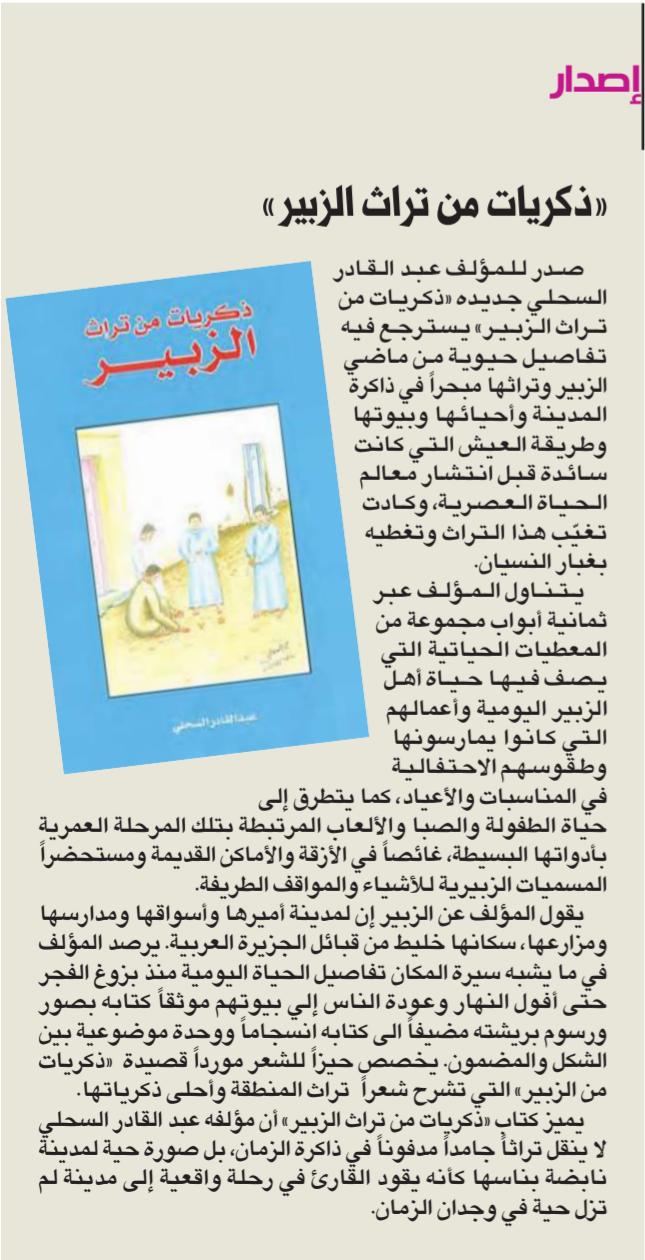 إصدار
«ذكريات من تراث الزبير»
صدر للمؤلف عبد القادر
السحلي جديده «ذكريات من
تراث الزبير» يسترجع فيه
تفاصيل حيوية من ماضي
الزبير وتراثها مبحراً في ذاكرة
المدينة وأحيائها وبيوتها
وطريقة العيش التي كانت
سائدة قبل انتشار معالم
الحياة العصرية، وكادت
تغيّب هذا التراث وتغطيه
بغبار النسيان.
يتناول المؤلف عبر
ثمانية أبواب مجموعة من
المعطيات الحياتية التي
يصف فيها حياة أهل
الزبير اليومية وأعمالهم
التي كانوا يمارسونها
وطقوسهم الاحتفالية
في المناسبات والأعياد، كما يتطرق إلى
حياة الطفولة والصبا والألعاب المرتبطة بتلك المرحلة العمرية
بأدواتها البسيطة، غائصاً في الأزقة والأماكن القديمة ومستحضراً
المسميات الزبيرية للأشياء والمواقف الطريفة.
يقول المؤلف عن الزبير إن لمدينة أميرها وأسواقها ومدارسها
ومزارعها، سكانها خليط من قبائل الجزيرة العربية. يرصد المؤلف
في ما يشبه سيرة المكان تفاصيل الحياة اليومية منذ بزوغ الفجر
حتى أفول النهار وعودة الناس إلي بيوتهم موثقاً كتابه بصور
ورسوم بريشته مضيفاً الى كتابه انسجاماً ووحدة موضوعية بين
الشكل والمضمون. يخصص حيزاً للشعر مورداً قصيدة «ذكريات
من الزبير» التي تشرح شعراً تراث المنطقة وأحلى ذكرياتها.
يميز كتاب «ذكريات من تراث الزبير» أن مؤلفه عبد القادر السحلي
لا ينقل تراثاً جامداً مدفوناً في ذاكرة الزمان، بل صورة حية لمدينة
نابضة بناسها كأنه يقود القارئ في رحلة واقعية إلى مدينة لم
تزل حية في وجدان الزمان.
ذكريات من تراث
الزبيـــر
عبدالقادر السحلي